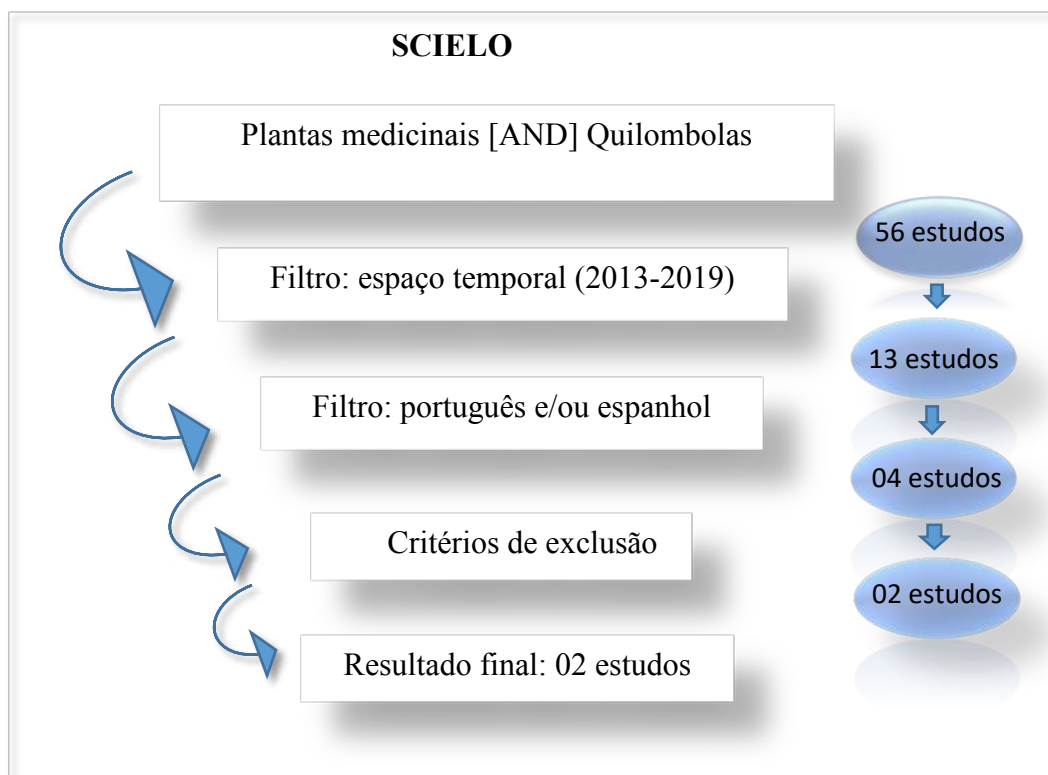 SCIELO
Plantas medicinais [AND] Quilombolas
56 estudos
Filtro: espaço temporal (2013-2019)
13 estudos
Filtro: português e/ou espanhol
04 estudos
Critérios de exclusão
02 estudos
Resultado final: 02 estudos